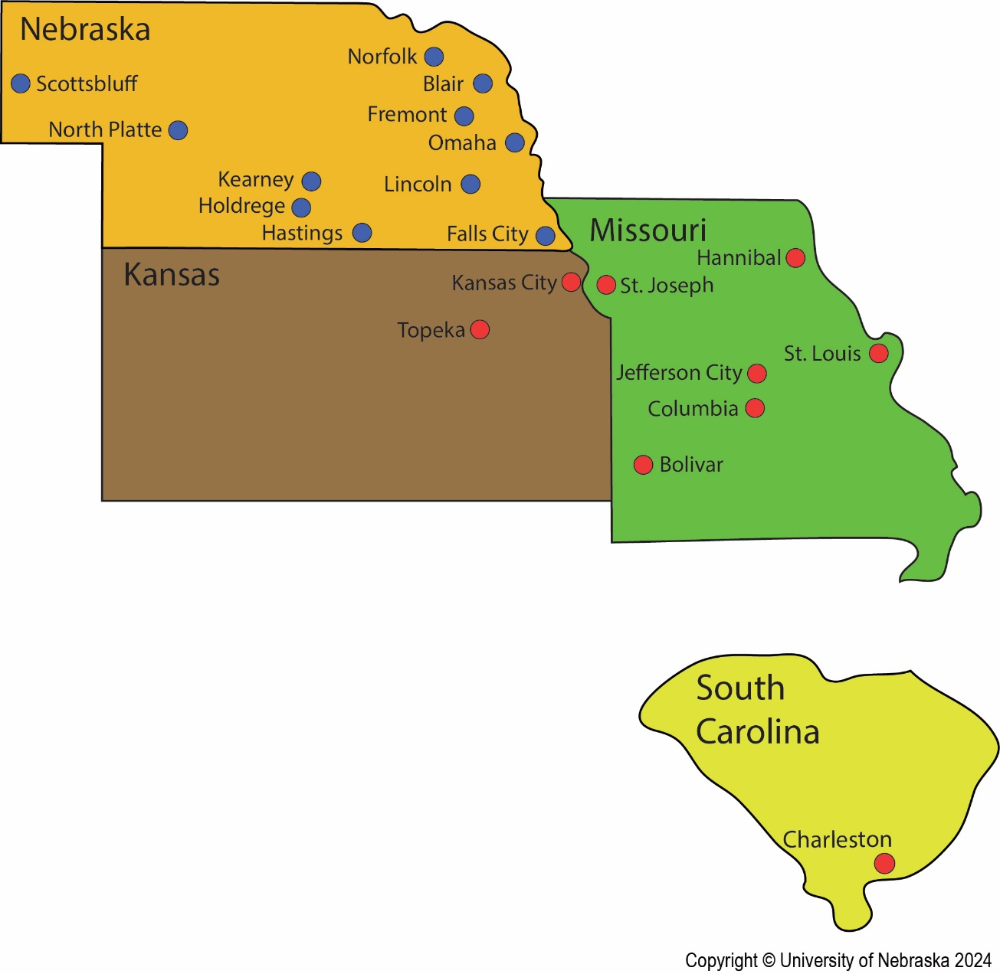 Nebraska
Norfolk
Scottsbluff
Blair
Fremont
North Platte
Omaha
Kearney
Lincoln
Holdrege
Hastings
Falls City
Missouri
Hannibal
Kansas
Kansas City
St. Joseph
Topeka
St. Louis
Jefferson City
Columbia
Bolivar
South
Carolina
Charleston
Copyright © University of Nebraska 2024